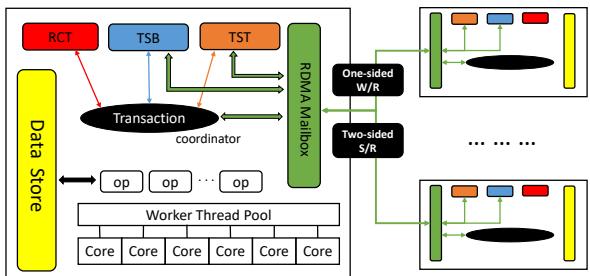 RCT
TSB
TST
RDMA Mailbox
One-sided
W/R
Transaction
coordinator
Two-sided
S/R
... ... ...
Data Store
op
op
...
op
Worker Thread Pool
Core
Core
Core
Core
Core
Core